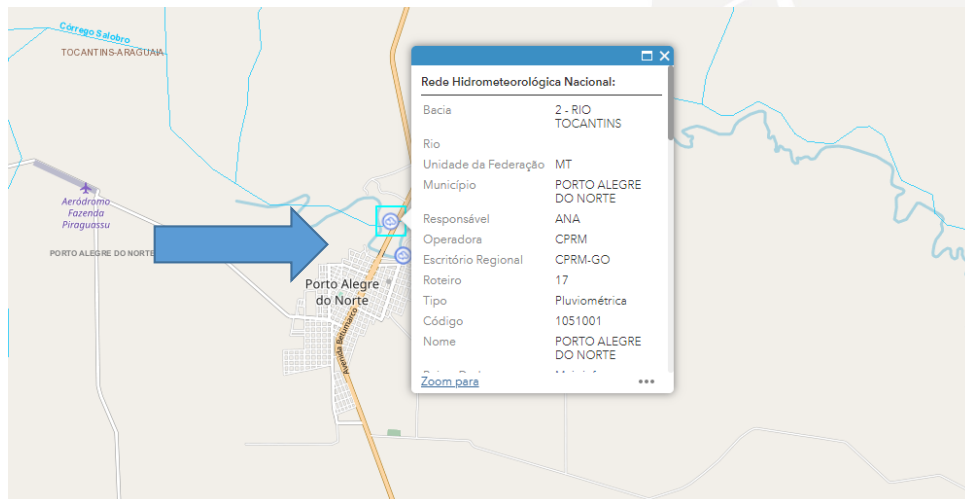 Córrego Salobro
TOCANTINS-ARAGUAIA
Aeródromo
Fazenda
Piraguassu
PORTO ALEGRE DO NORTE
Porto Alegre
do Norte
Avenida Betumarco
Rede Hidrometeorológica Nacional:
Bacia 2 - RIO
TOCANTINS
Rio
Unidade da Federação MT
Município PORTO ALEGRE
DO NORTE
Responsável ANA
Operadora CPRM
Escritório Regional CPRM-GO
Roteiro 17
Tipo Pluviométrica
Código 1051001
Nome PORTO ALEGRE
DO NORTE
Zoom para